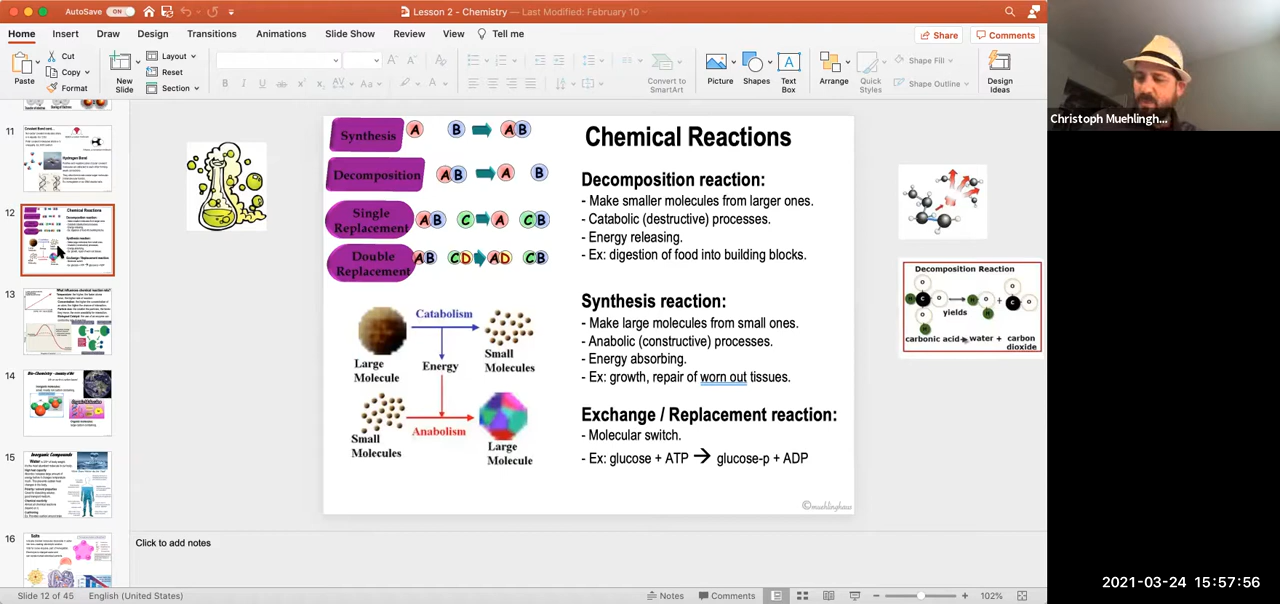 AutoSave ON
Lesson 2 - Chemistry — Last Modified: February 10
Home Insert Draw Design Transitions Animations Slide Show Review View Tell me
Share Comments
Paste
Cut
Copy
Format
New Slide
Layout
Reset
Section
Convert to SmartArt
Picture
Shapes
Text Box
Arrange
Quick Styles
Shape Fill
Shape Outline
Design Ideas
11
12
13
14
15
16
Synthesis A B AB
Decomposition AB A B
Single Replacement AB C A CB
Double Replacement AB CD AD CB
Catabolism
Large Molecule
Energy
Small Molecules
Small Molecules
Anabolism
Large Molecule
Chemical Reactions
Decomposition reaction:
- Make smaller molecules from larger ones.
- Catabolic (destructive) process.
- Energy releasing.
- Ex: digestion of food into building blocks.
Synthesis reaction:
- Make large molecules from small ones.
- Anabolic (constructive) processes.
- Energy absorbing.
- Ex: growth, repair of worn out
Exchange / Replacement reaction:
- Molecular switch.
- Ex: glucose + ATP → + ADP
©muehlinghaus
Decomposition Reaction
yields
carbonic acid → water + carbon dioxide
Click to add notes
Slide 12 of 45 English (United States)
Notes Comments 102%
Christoph Muehlingh...
2021-03-24 15:57:56